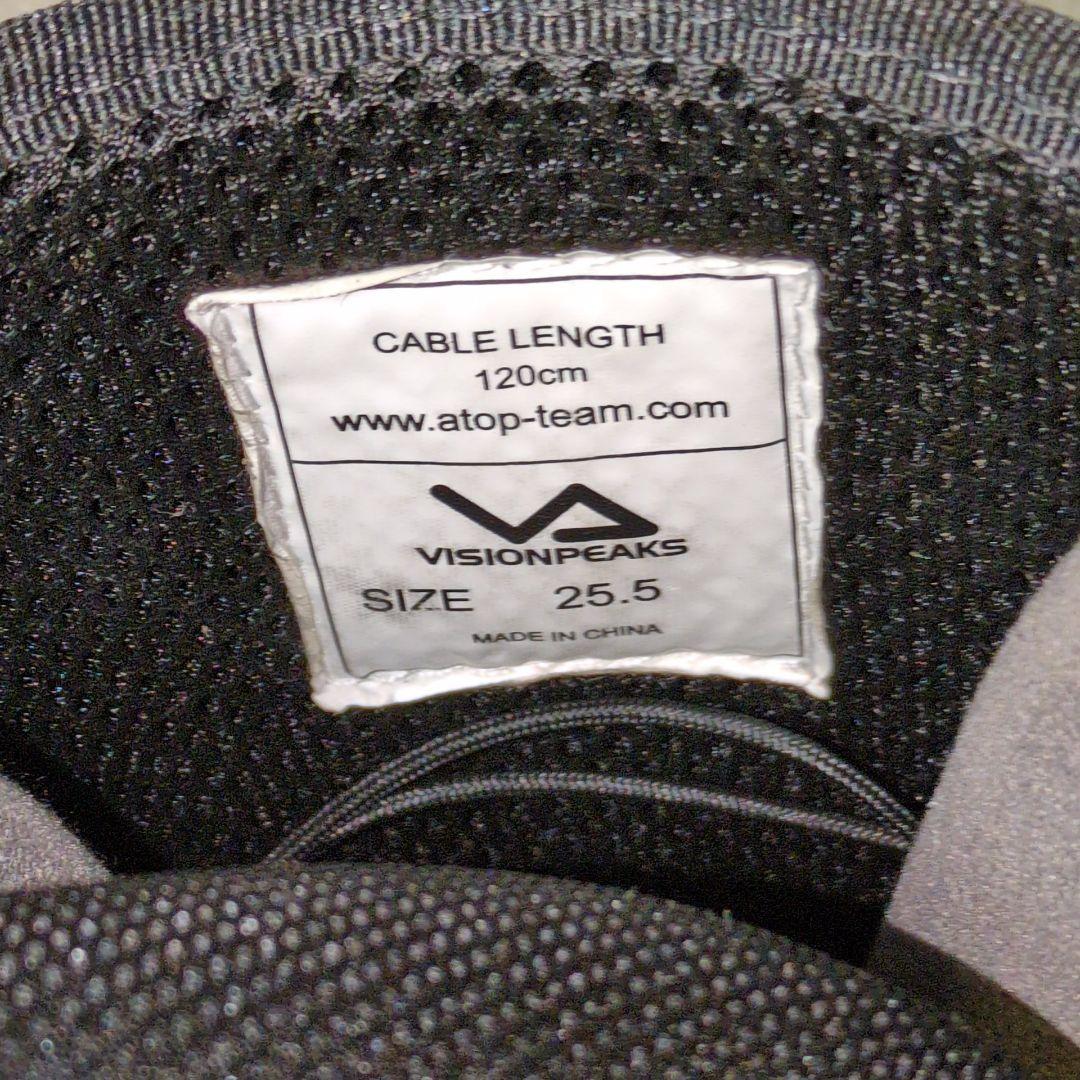 CABLE LENGTH
120cm
www.atop-team.com
VISIONPEAKS
SIZE 25.5
MADE IN CHINA